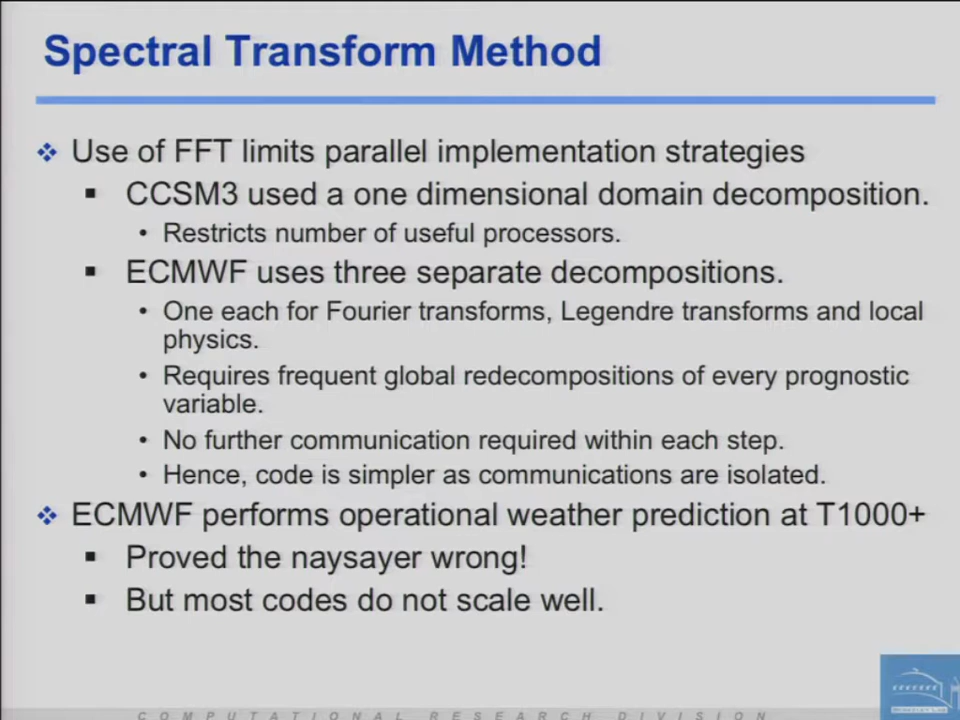 Spectral Transform Method
❖ Use of FFT limits parallel implementation strategies
▪ CCSM3 used a one dimensional domain decomposition.
• Restricts number of useful processors.
▪ ECMWF uses three separate decompositions.
• One each for Fourier transforms, Legendre transforms and local
physics.
• Requires frequent global redecompositions of every prognostic
variable.
• No further communication required within each step.
• Hence, code is simpler as communications are isolated.
❖ ECMWF performs operational weather prediction at T1000+
▪ Proved the naysayer wrong!
▪ But most codes do not scale well.
COMPUTATIONAL RESEARCH DIVISION